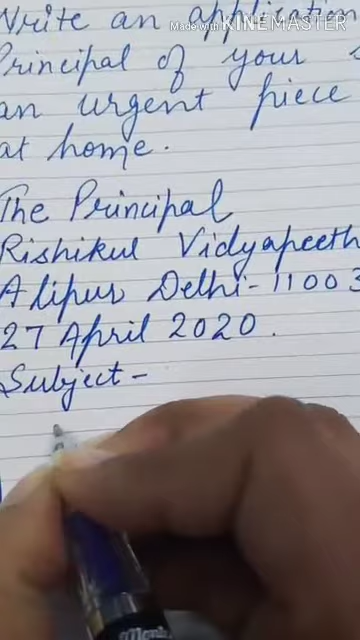 Made with KINEMASTER
Write an application
Principal of your
an urgent piece
at home.
The Principal
Rishikul Vidyapeeth
Alipur Delhi-11003
27 April 2020.
Subject-